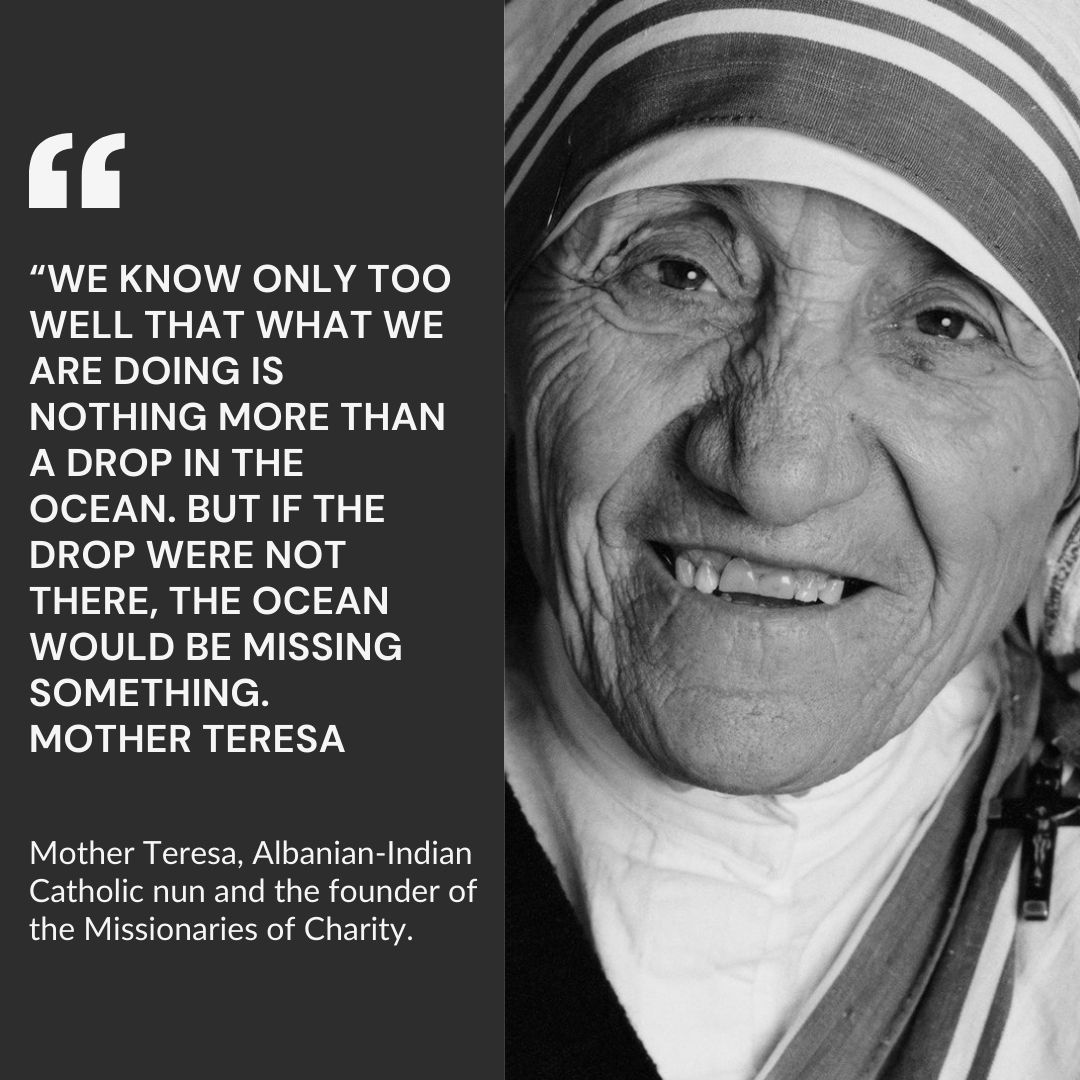 “WE KNOW ONLY TOO
WELL THAT WHAT WE
ARE DOING IS
NOTHING MORE THAN
A DROP IN THE
OCEAN. BUT IF THE
DROP WERE NOT
THERE, THE OCEAN
WOULD BE MISSING
SOMETHING.
MOTHER TERESA
Mother Teresa, Albanian-Indian
Catholic nun and the founder of
the Missionaries of Charity.